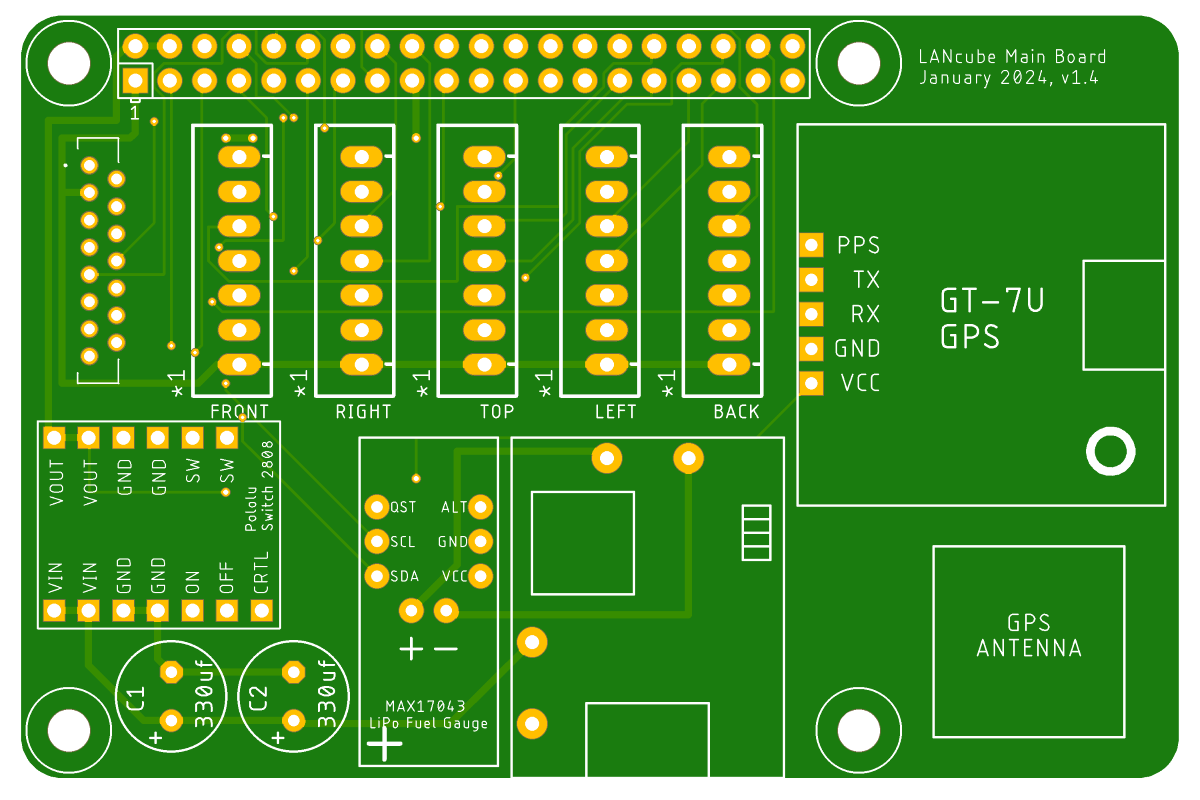 LANcube Main Board
January 2024, v1.4
1
PPS
TX
RX
GND
VCC
GT-7U
GPS
*1
*1
*1
*1
*1
FRONT
RIGHT
TOP
LEFT
BACK
VOUT
VOUT
GND
GND
SW
SW
Pololu
Switch 2808
VIN
VIN
GND
GND
ON
OFF
CRTL
QST
ALT
SCL
GND
SDA
VCC
+ −
MAX17043
LiPo Fuel Gauge
+
C1
330uf
+
C2
330uf
+
GPS
ANTENNA